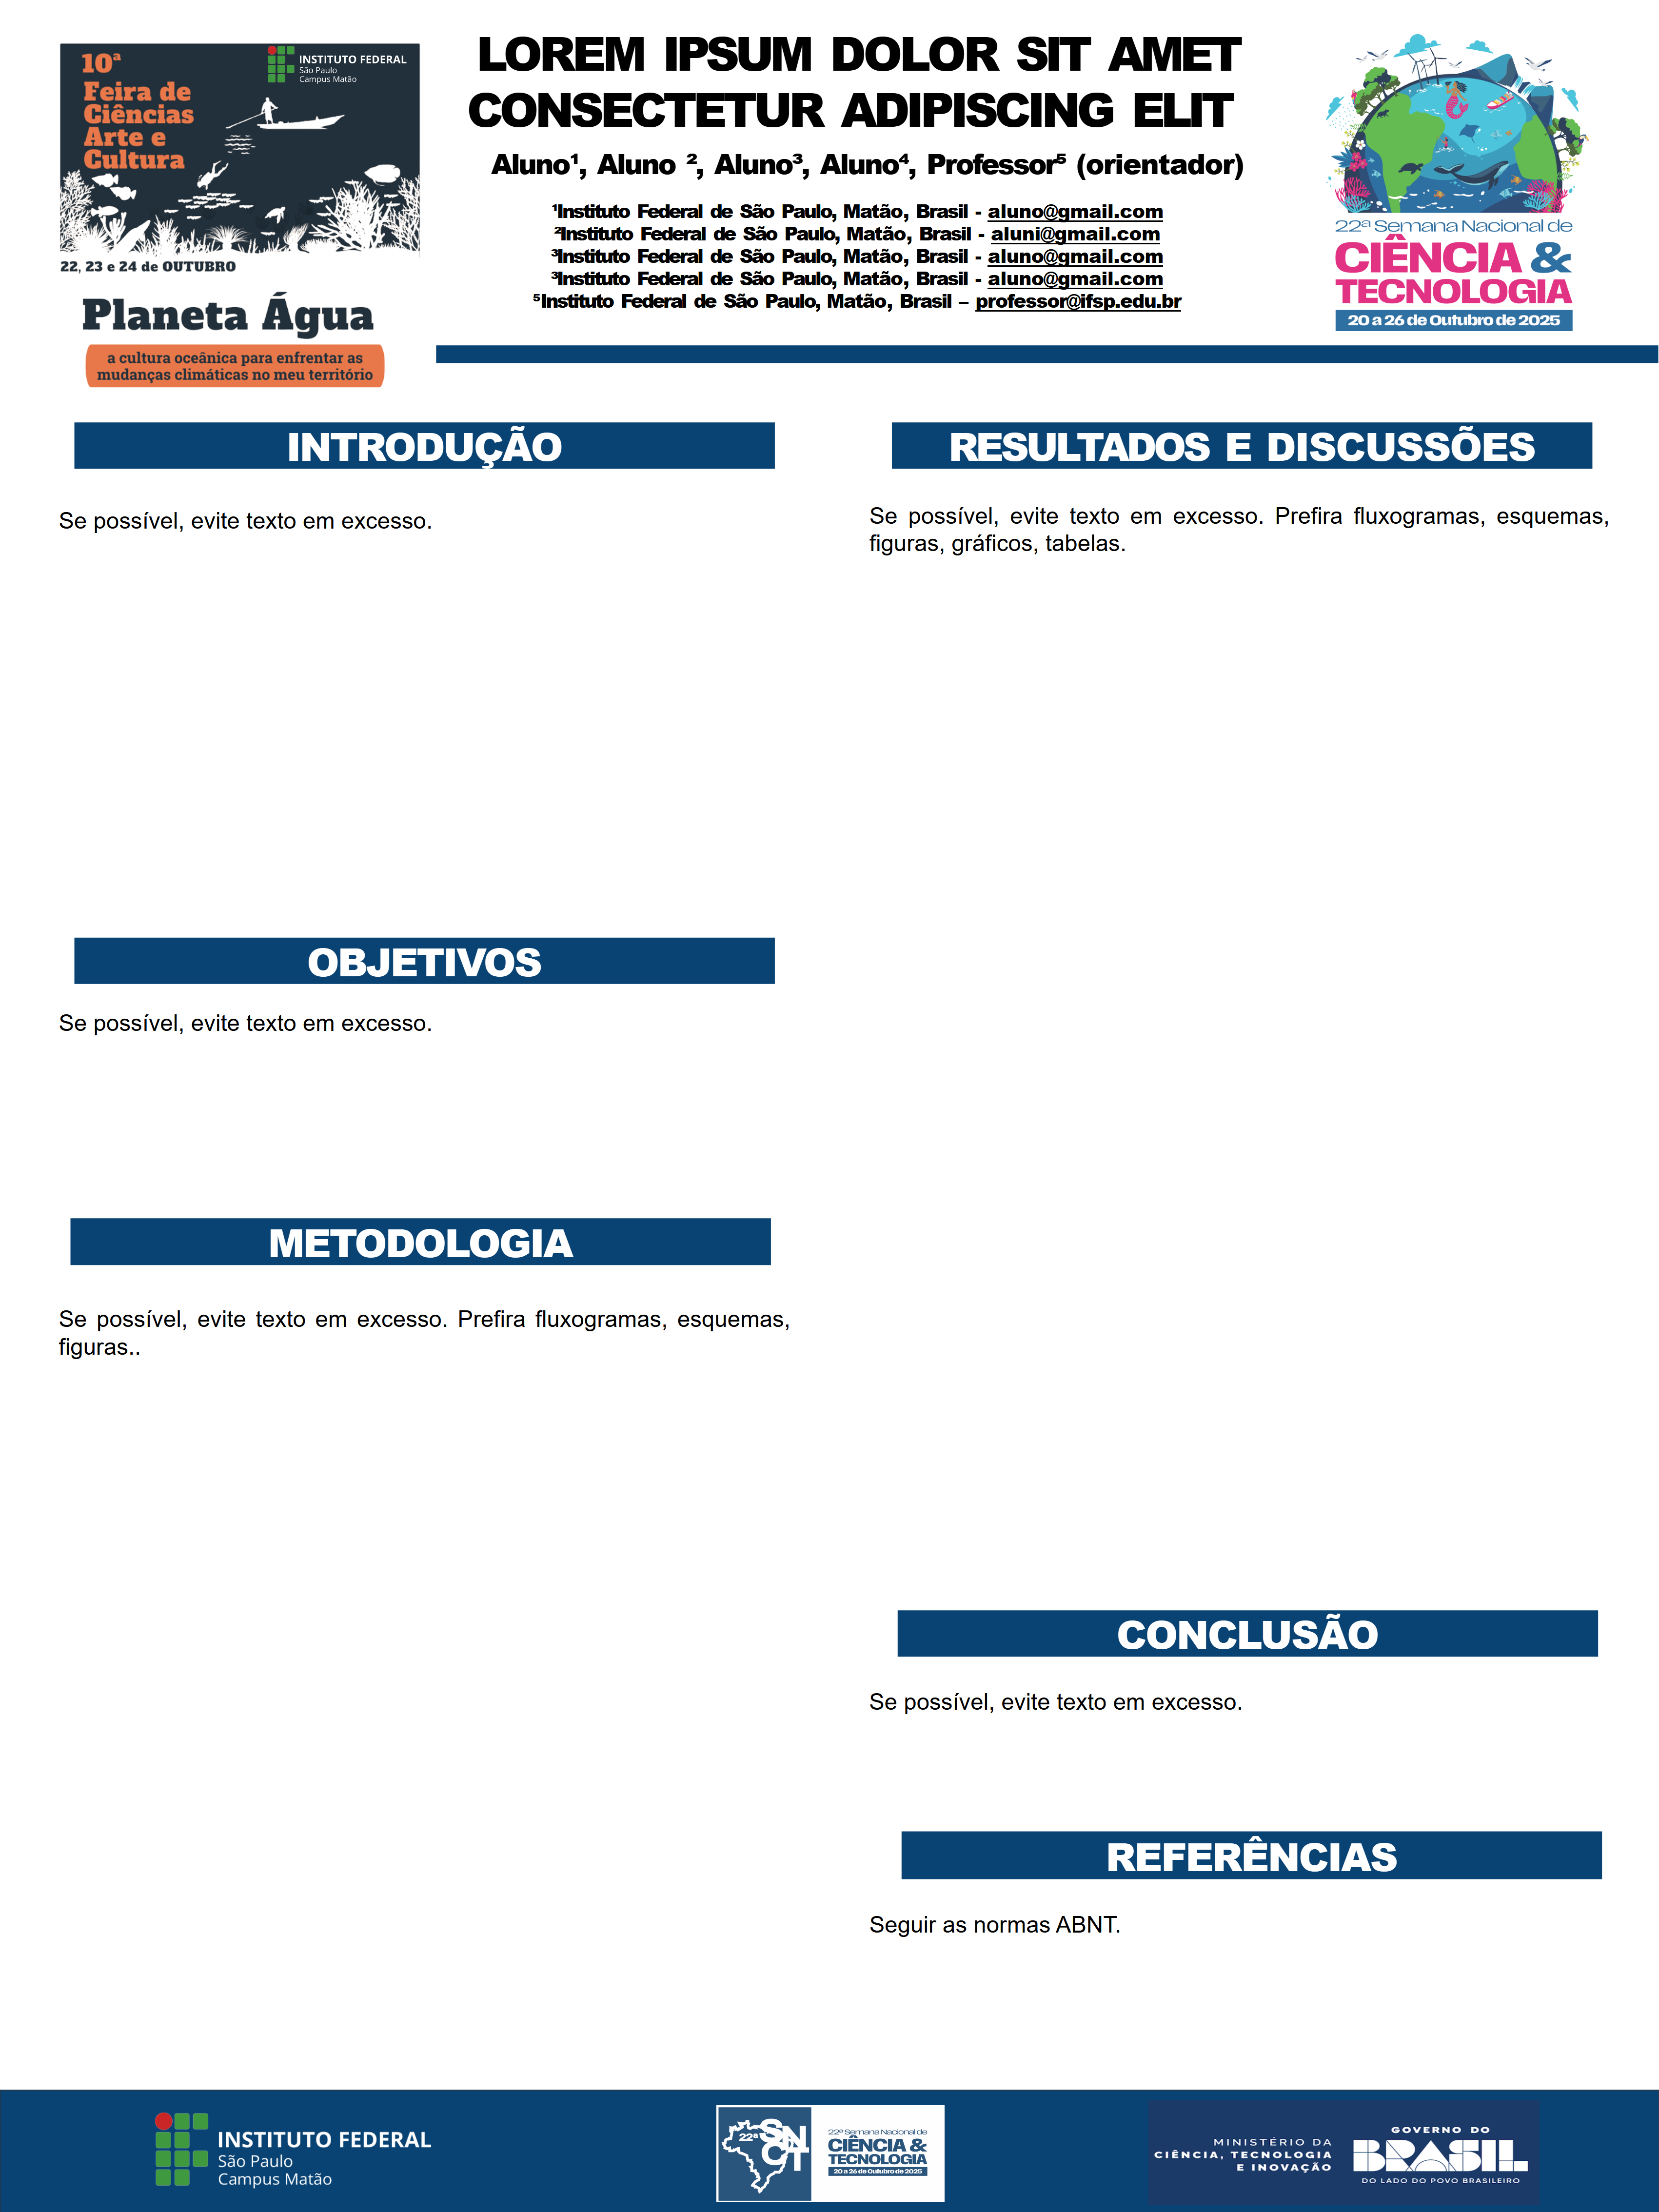 10ª
Feira de
Ciências
Arte e
Cultura
INSTITUTO FEDERAL
São Paulo
Campus Matão
22, 23 e 24 de OUTUBRO
Planeta Água
a cultura oceânica para enfrentar as
mudanças climáticas no meu território
LOREM IPSUM DOLOR SIT AMET
CONSECTETUR ADIPISCING ELIT
Aluno¹, Aluno ², Aluno³, Aluno⁴, Professor⁵ (orientador)
¹Instituto Federal de São Paulo, Matão, Brasil - aluno@gmail.com
²Instituto Federal de São Paulo, Matão, Brasil - aluni@gmail.com
³Instituto Federal de São Paulo, Matão, Brasil - aluno@gmail.com
³Instituto Federal de São Paulo, Matão, Brasil - aluno@gmail.com
⁵Instituto Federal de São Paulo, Matão, Brasil – professor@ifsp.edu.br
22ª Semana Nacional de
CIÊNCIA &
TECNOLOGIA
20 a 26 de Outubro de 2025
INTRODUÇÃO
Se possível, evite texto em excesso.
OBJETIVOS
Se possível, evite texto em excesso.
METODOLOGIA
Se possível, evite texto em excesso. Prefira fluxogramas, esquemas,
figuras..
RESULTADOS E DISCUSSÕES
Se possível, evite texto em excesso. Prefira fluxogramas, esquemas,
figuras, gráficos, tabelas.
CONCLUSÃO
Se possível, evite texto em excesso.
REFERÊNCIAS
Seguir as normas ABNT.
INSTITUTO FEDERAL
São Paulo
Campus Matão
22ª SNCT
22ª Semana Nacional de
CIÊNCIA &
TECNOLOGIA
20 a 26 de Outubro de 2025
MINISTÉRIO DA
CIÊNCIA, TECNOLOGIA
E INOVAÇÃO
GOVERNO DO
BRASIL
DO LADO DO POVO BRASILEIRO